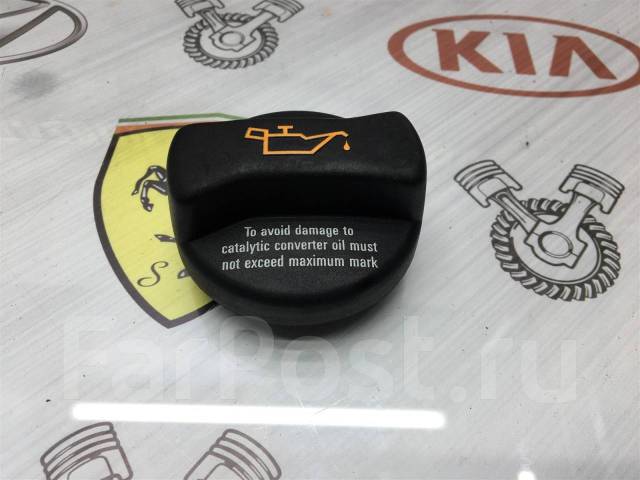 KIA
To avoid damage to
catalytic converter oil must
not exceed maximum mark
S
FarPost.ru